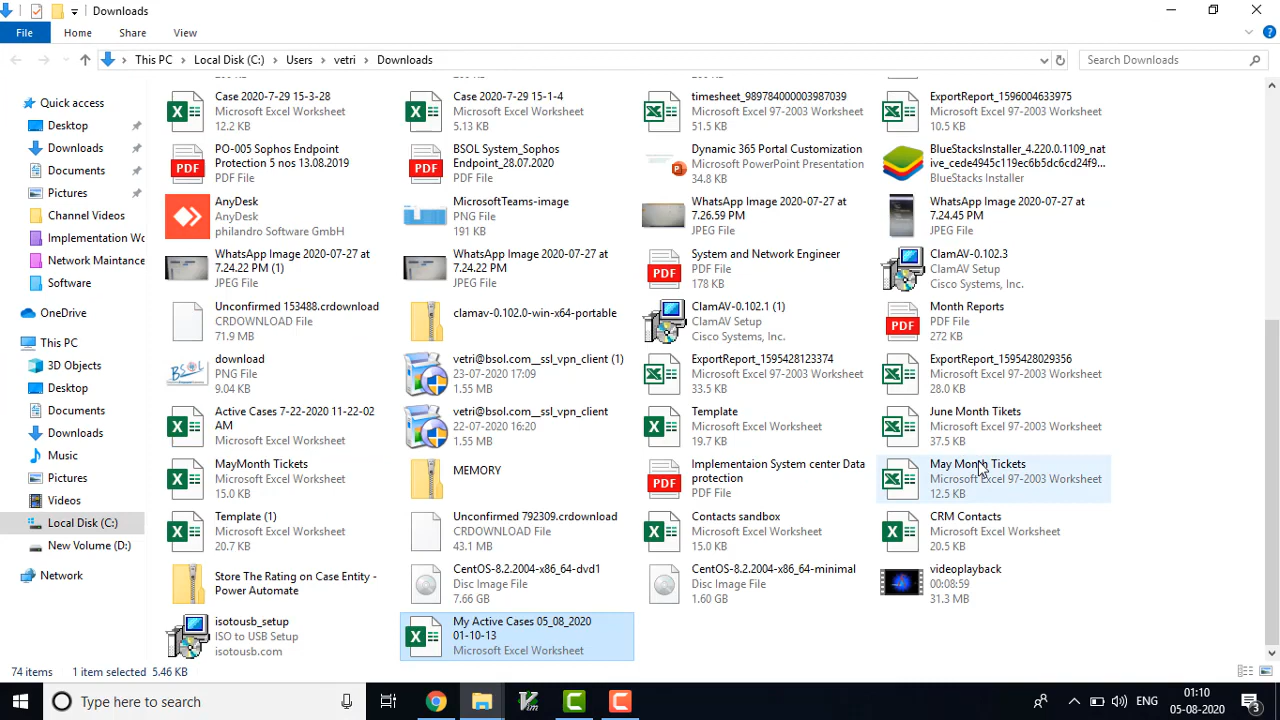 Downloads
File
Home
Share
View
This PC
Local Disk (C:)
Users
vetri
Downloads
Search Downloads
Quick access
Desktop
Downloads
Documents
Pictures
Channel Videos
Implementation Wo
Network Maintance
Software
OneDrive
This PC
3D Objects
Desktop
Documents
Downloads
Music
Pictures
Videos
Local Disk (C:)
New Volume (D:)
Network
Case 2020-7-29 15-3-28
Microsoft Excel Worksheet
12.2 KB
Case 2020-7-29 15-1-4
Microsoft Excel Worksheet
5.13 KB
timesheet_989784000003987039
Microsoft Excel 97-2003 Worksheet
51.5 KB
ExportReport_1596004633975
Microsoft Excel 97-2003 Worksheet
10.5 KB
PO-005 Sophos Endpoint
Protection 5 nos 13.08.2019
PDF File
BSOL System_Sophos
Endpoint_28.07.2020
PDF File
Dynamic 365 Portal Customization
Microsoft PowerPoint Presentation
34.8 KB
BlueStacksInstaller_4.220.0.1109_nat
ive_cede4945c119ec6b3d6c6cd24f9...
BlueStacks Installer
AnyDesk
AnyDesk
philandro Software GmbH
MicrosoftTeams-image
PNG File
191 KB
WhatsApp Image 2020-07-27 at
7.26.59 PM
JPEG File
WhatsApp Image 2020-07-27 at
7.24.45 PM
JPEG File
WhatsApp Image 2020-07-27 at
7.24.22 PM (1)
JPEG File
WhatsApp Image 2020-07-27 at
7.24.22 PM
JPEG File
System and Network Engineer
PDF File
178 KB
ClamAV-0.102.3
ClamAV Setup
Cisco Systems, Inc.
Unconfirmed 153488.crdownload
CRDOWNLOAD File
71.9 MB
clamav-0.102.0-win-x64-portable
ClamAV-0.102.1 (1)
ClamAV Setup
Cisco Systems, Inc.
Month Reports
PDF File
272 KB
download
PNG File
9.04 KB
vetri@bsol.com__ssl_vpn_client (1)
23-07-2020 17:09
1.55 MB
ExportReport_1595428123374
Microsoft Excel 97-2003 Worksheet
33.5 KB
ExportReport_1595428029356
Microsoft Excel 97-2003 Worksheet
28.0 KB
Active Cases 7-22-2020 11-22-02
AM
Microsoft Excel Worksheet
vetri@bsol.com__ssl_vpn_client
22-07-2020 16:20
1.55 MB
Template
Microsoft Excel Worksheet
19.7 KB
June Month Tikets
Microsoft Excel 97-2003 Worksheet
37.5 KB
MayMonth Tickets
Microsoft Excel Worksheet
15.0 KB
MEMORY
Implementaion System center Data
protection
PDF File
May Month Tickets
Microsoft Excel 97-2003 Worksheet
12.5 KB
Template (1)
Microsoft Excel Worksheet
20.7 KB
Unconfirmed 792309.crdownload
CRDOWNLOAD File
43.1 MB
Contacts sandbox
Microsoft Excel Worksheet
15.0 KB
CRM Contacts
Microsoft Excel Worksheet
20.5 KB
Store The Rating on Case Entity -
Power Automate
CentOS-8.2.2004-x86_64-dvd1
Disc Image File
7.66 GB
CentOS-8.2.2004-x86_64-minimal
Disc Image File
1.60 GB
videoplayback
00:08:59
31.3 MB
isotousb_setup
ISO to USB Setup
isotousb.com
My Active Cases 05_08_2020
01-10-13
Microsoft Excel Worksheet
74 items
1 item selected 5.46 KB
Type here to search
ENG
01:10
05-08-2020
3